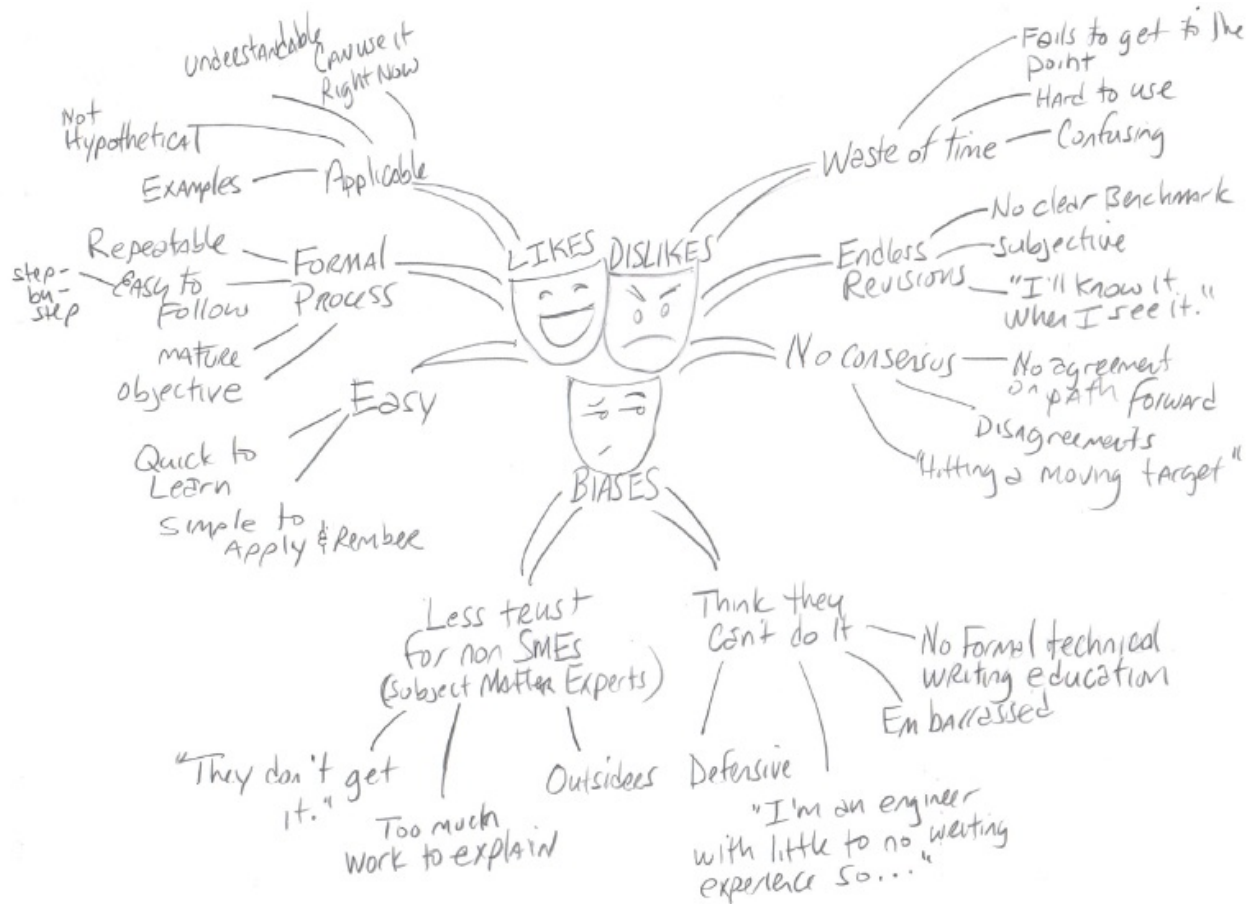 LIKES
Applicable
Understandable
CAN use it
Right Now
Not
Hypothetical
Examples
Formal
Process
Repeatable
Easy to
Follow
step-
by-
step
mature
objective
Easy
Quick to
Learn
Simple to
Apply & Rember
DISLIKES
Waste of time
Fails to get to the
point
Hard to use
Confusing
Endless
Revisions
No clear Benchmark
subjective
"I'll know it
when I see it."
No consensus
No agreement
on path forward
Disagreements
"Hitting a moving target"
BIASES
Less trust
for non SMEs
(Subject Matter Experts)
"They don't get
it."
Too much
work to explain
Outsiders
Think they
can't do it
No Formal technical
writing education
Embarrassed
Defensive
"I'm an engineer
with little to no writing
experience so..."